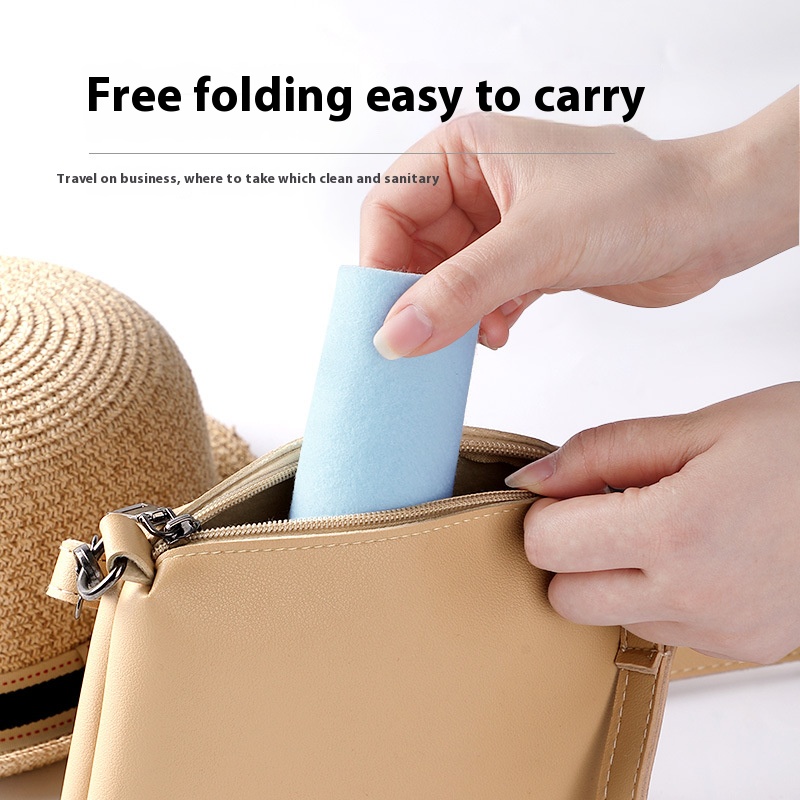 Free folding easy to carry
Travel on business, where to take which clean and sanitary